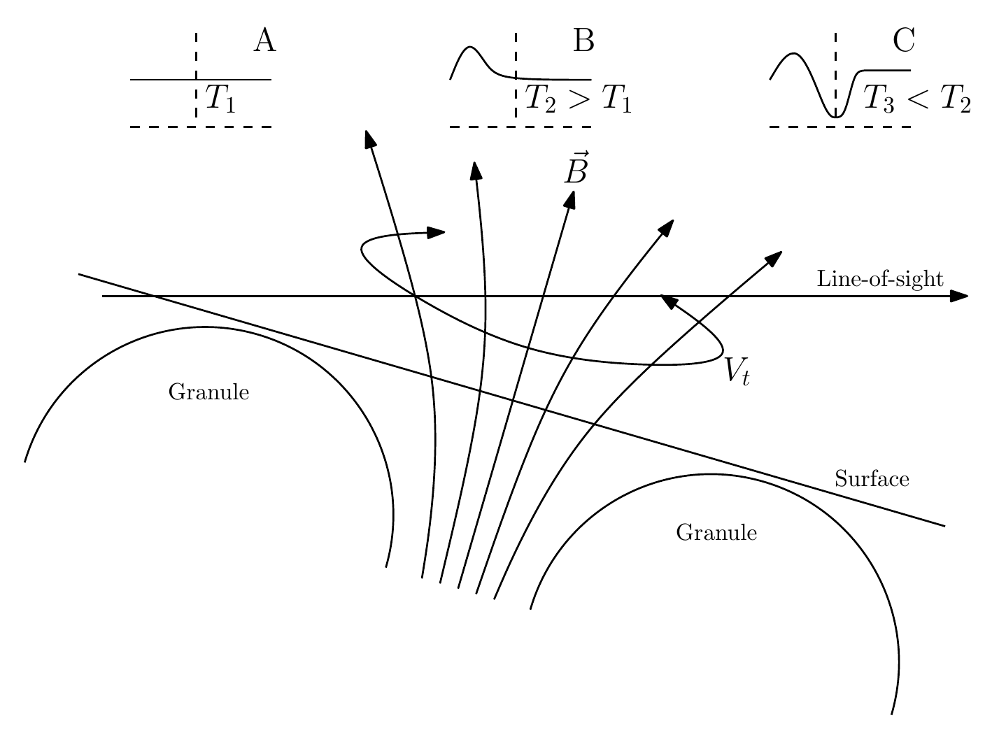 A
B
C
T₁
T₂ > T₁
T₃ < T₂
B⃗
Line-of-sight
Vₜ
Granule
Surface
Granule